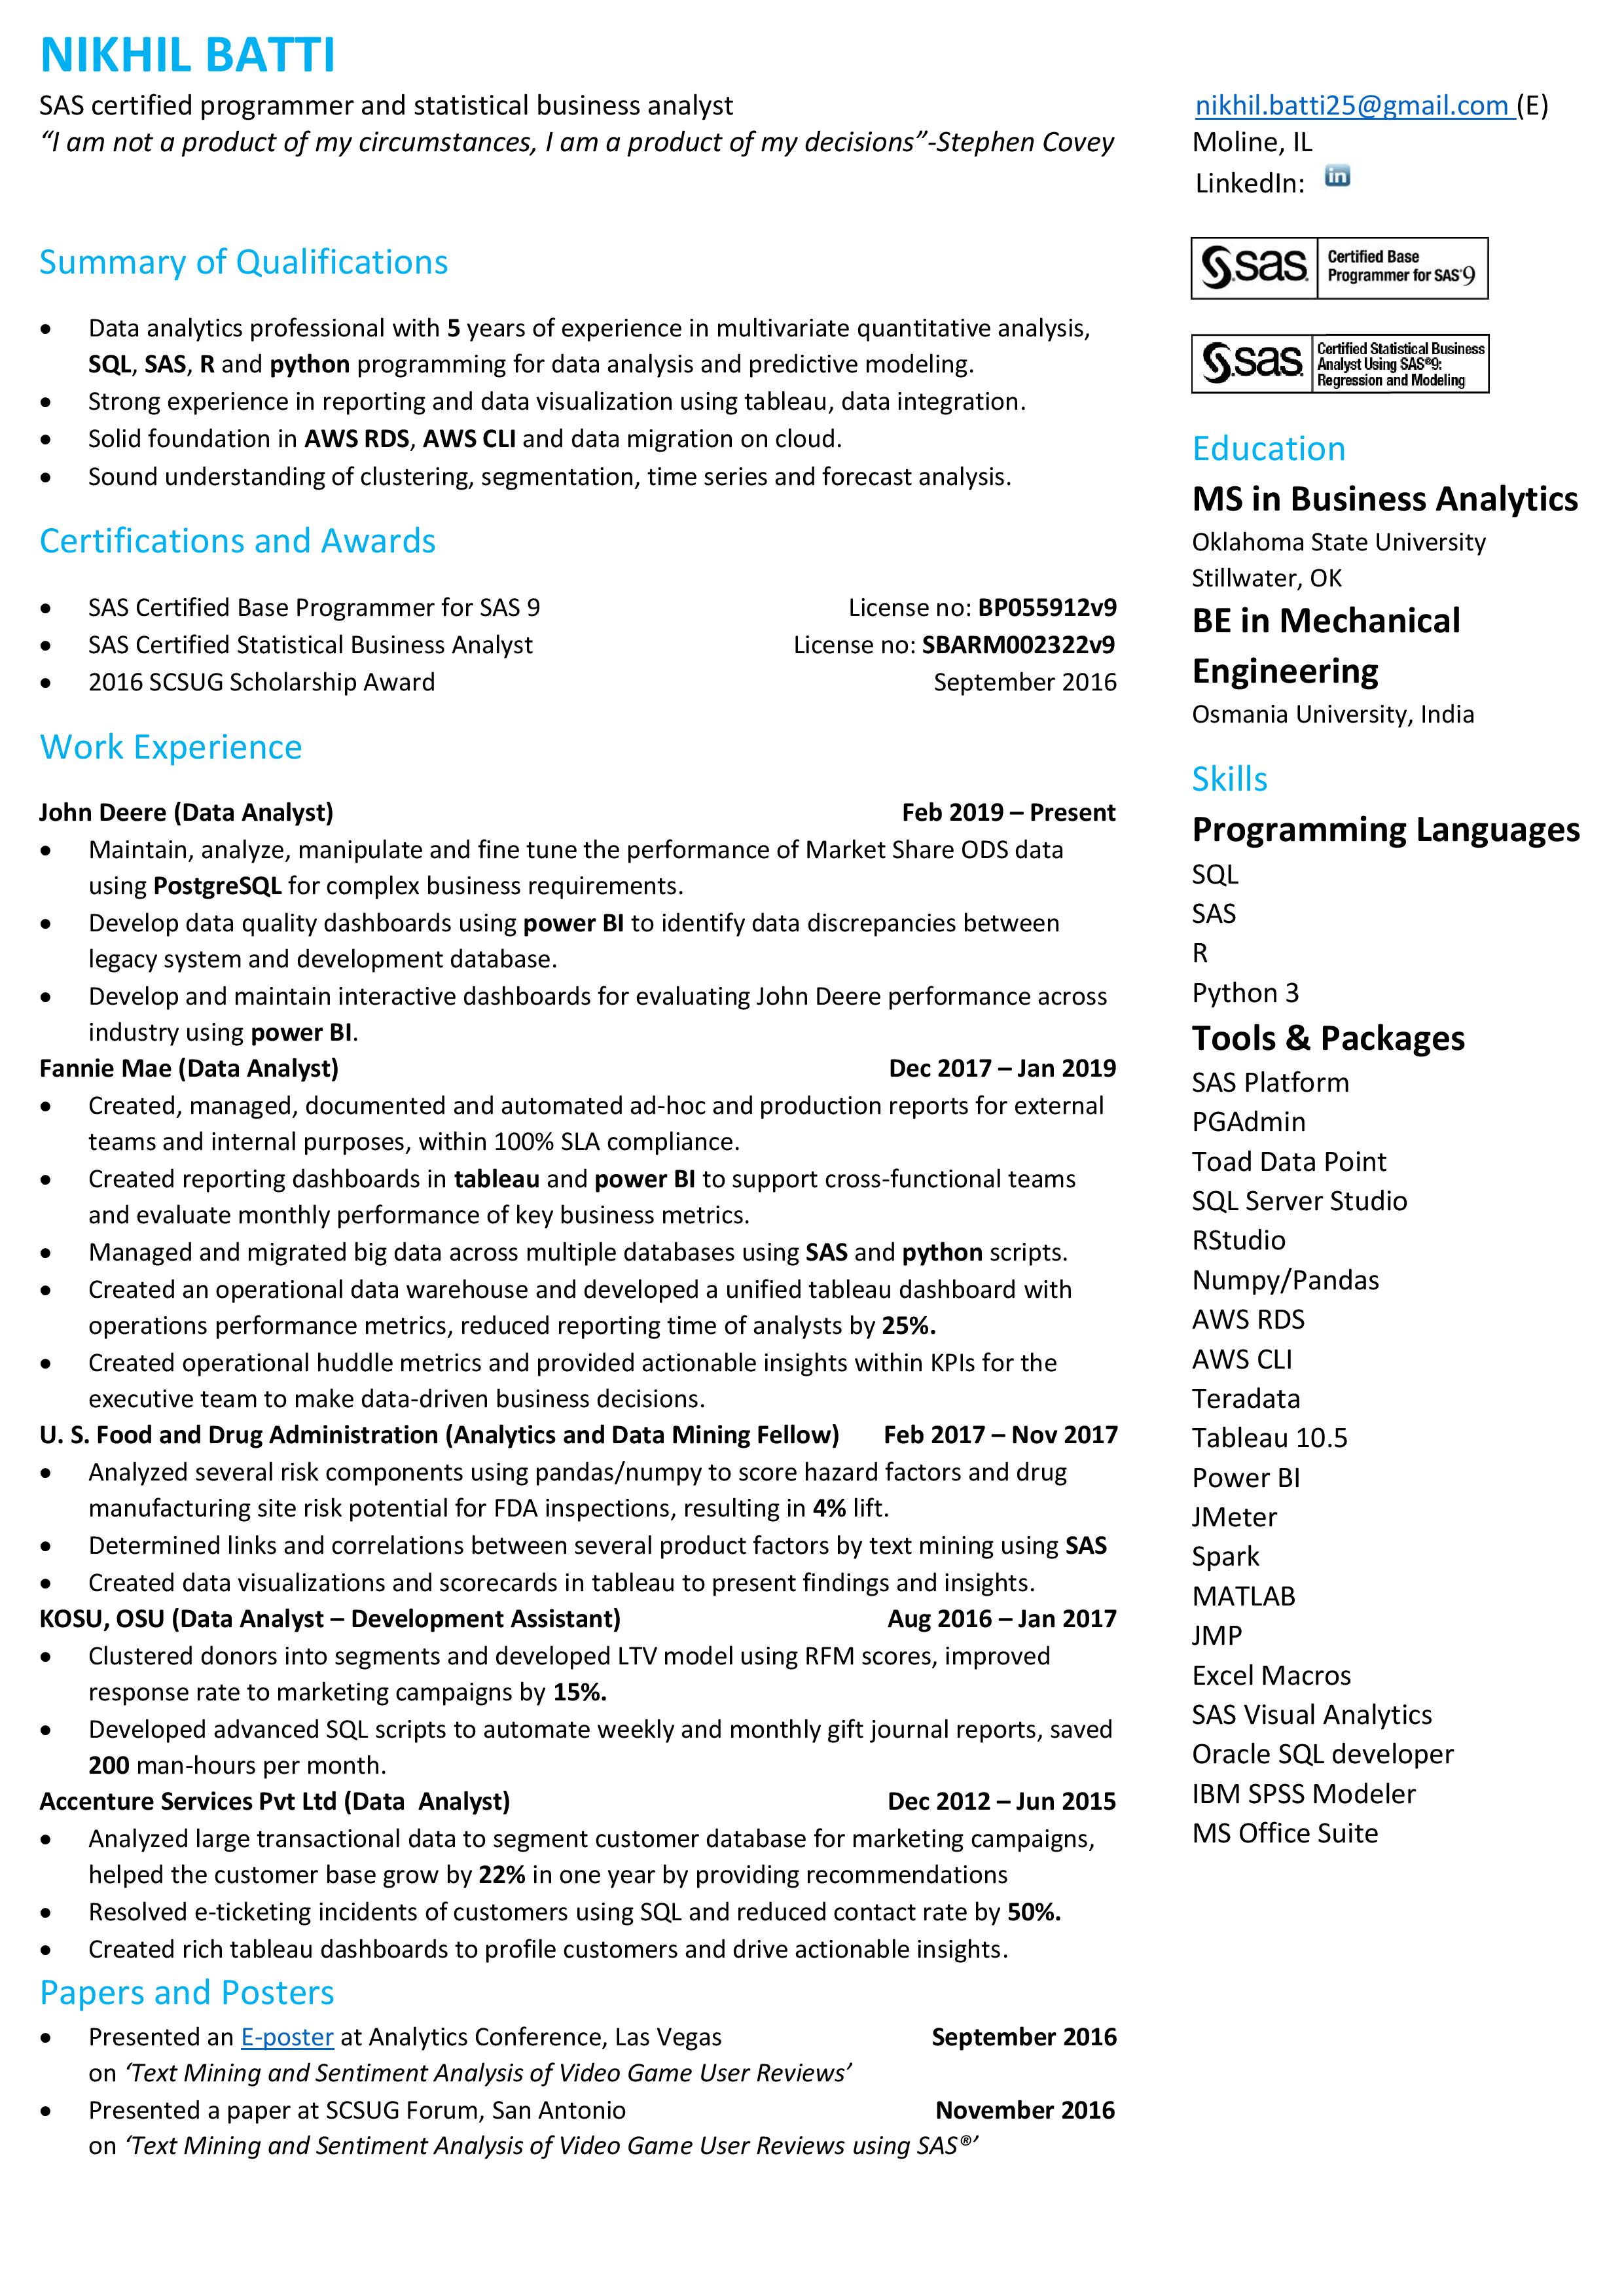 NIKHIL BATTI
SAS certified programmer and statistical business analyst
“I am not a product of my circumstances, I am a product of my decisions”-Stephen Covey
nikhil.batti25@gmail.com (E)
Moline, IL
LinkedIn: in
Summary of Qualifications
• Data analytics professional with 5 years of experience in multivariate quantitative analysis,
SQL, SAS, R and python programming for data analysis and predictive modeling.
• Strong experience in reporting and data visualization using tableau, data integration.
• Solid foundation in AWS RDS, AWS CLI and data migration on cloud.
• Sound understanding of clustering, segmentation, time series and forecast analysis.
Certifications and Awards
• SAS Certified Base Programmer for SAS 9 License no: BP055912v9
• SAS Certified Statistical Business Analyst License no: SBARM002322v9
• 2016 SCSUG Scholarship Award September 2016
Work Experience
John Deere (Data Analyst) Feb 2019 – Present
• Maintain, analyze, manipulate and fine tune the performance of Market Share ODS data
using PostgreSQL for complex business requirements.
• Develop data quality dashboards using power BI to identify data discrepancies between
legacy system and development database.
• Develop and maintain interactive dashboards for evaluating John Deere performance across
industry using power BI.
Fannie Mae (Data Analyst) Dec 2017 – Jan 2019
• Created, managed, documented and automated ad-hoc and production reports for external
teams and internal purposes, within 100% SLA compliance.
• Created reporting dashboards in tableau and power BI to support cross-functional teams
and evaluate monthly performance of key business metrics.
• Managed and migrated big data across multiple databases using SAS and python scripts.
• Created an operational data warehouse and developed a unified tableau dashboard with
operations performance metrics, reduced reporting time of analysts by 25%.
• Created operational huddle metrics and provided actionable insights within KPIs for the
executive team to make data-driven business decisions.
U. S. Food and Drug Administration (Analytics and Data Mining Fellow) Feb 2017 – Nov 2017
• Analyzed several risk components using pandas/numpy to score hazard factors and drug
manufacturing site risk potential for FDA inspections, resulting in 4% lift.
• Determined links and correlations between several product factors by text mining using SAS
• Created data visualizations and scorecards in tableau to present findings and insights.
KOSU, OSU (Data Analyst – Development Assistant) Aug 2016 – Jan 2017
• Clustered donors into segments and developed LTV model using RFM scores, improved
response rate to marketing campaigns by 15%.
• Developed advanced SQL scripts to automate weekly and monthly gift journal reports, saved
200 man-hours per month.
Accenture Services Pvt Ltd (Data  Analyst) Dec 2012 – Jun 2015
• Analyzed large transactional data to segment customer database for marketing campaigns,
helped the customer base grow by 22% in one year by providing recommendations
• Resolved e-ticketing incidents of customers using SQL and reduced contact rate by 50%.
• Created rich tableau dashboards to profile customers and drive actionable insights.
Papers and Posters
• Presented an E-poster at Analytics Conference, Las Vegas September 2016
on ‘Text Mining and Sentiment Analysis of Video Game User Reviews’
• Presented a paper at SCSUG Forum, San Antonio November 2016
on ‘Text Mining and Sentiment Analysis of Video Game User Reviews using SAS®’
sas Certified Base
Programmer for SAS®9
sas Certified Statistical Business
Analyst Using SAS®9:
Regression and Modeling
Education
MS in Business Analytics
Oklahoma State University
Stillwater, OK
BE in Mechanical
Engineering
Osmania University, India
Skills
Programming Languages
SQL
SAS
R
Python 3
Tools & Packages
SAS Platform
PGAdmin
Toad Data Point
SQL Server Studio
RStudio
Numpy/Pandas
AWS RDS
AWS CLI
Teradata
Tableau 10.5
Power BI
JMeter
Spark
MATLAB
JMP
Excel Macros
SAS Visual Analytics
Oracle SQL developer
IBM SPSS Modeler
MS Office Suite